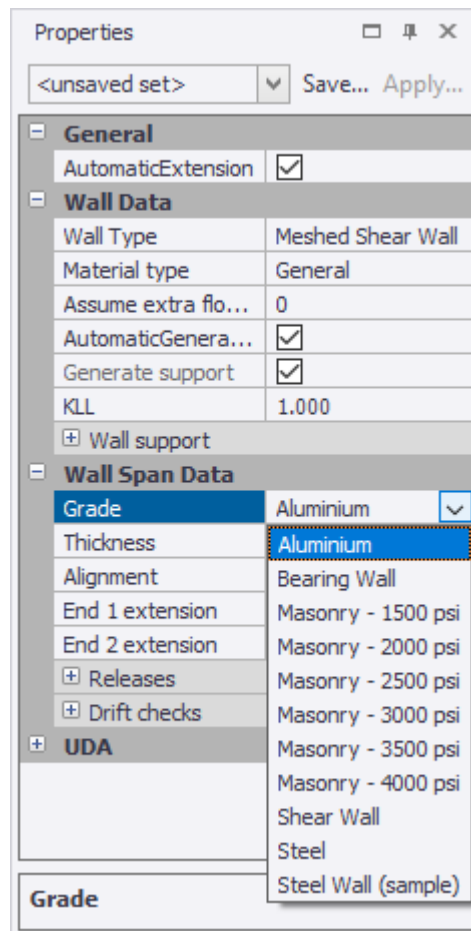 Properties
<unsaved set> Save... Apply...
General
AutomaticExtension
Wall Data
Wall Type Meshed Shear Wall
Material type General
Assume extra flo... 0
AutomaticGenera...
Generate support
KLL 1.000
Wall support
Wall Span Data
Grade Aluminium
Thickness Aluminium
Alignment Bearing Wall
End 1 extension Masonry - 1500 psi
End 2 extension Masonry - 2000 psi
Releases Masonry - 2500 psi
Drift checks Masonry - 3000 psi
UDA Masonry - 3500 psi
Masonry - 4000 psi
Shear Wall
Steel
Steel Wall (sample)
Grade